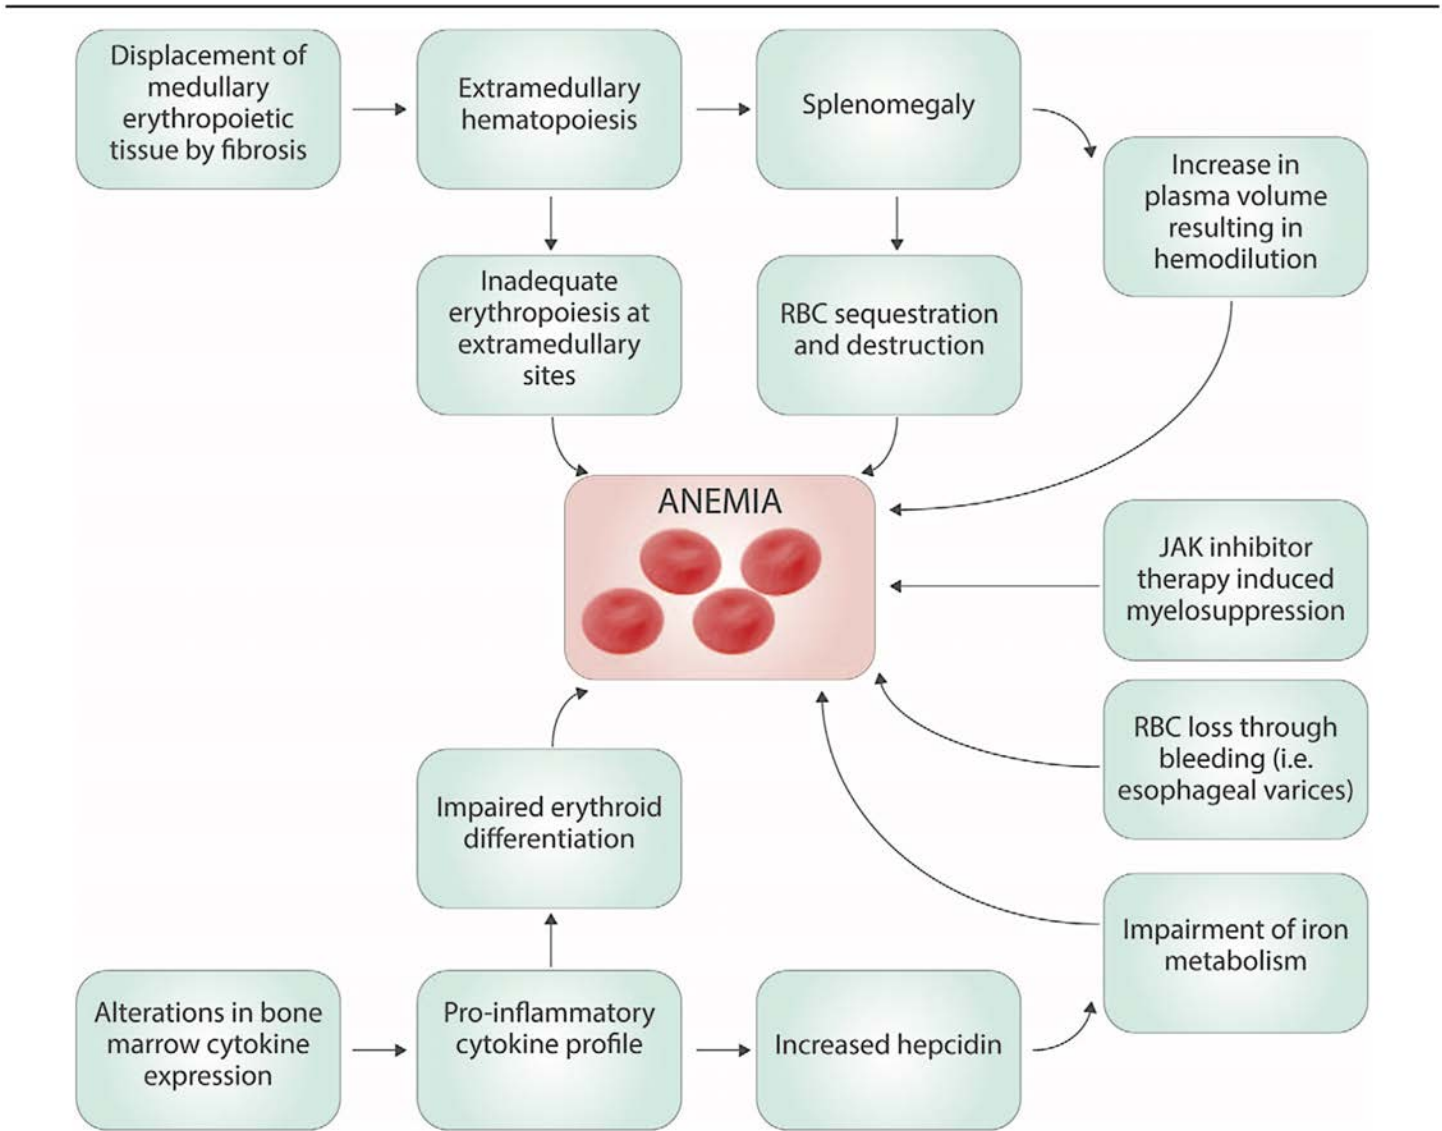 Displacement of
medullary
erythropoietic
tissue by fibrosis
Extramedullary
hematopoiesis
Splenomegaly
Increase in
plasma volume
resulting in
hemodilution
Inadequate
erythropoiesis at
extramedullary
sites
RBC sequestration
and destruction
ANEMIA
JAK inhibitor
therapy induced
myelosuppression
RBC loss through
bleeding (i.e.
esophageal varices)
Impaired erythroid
differentiation
Impairment of iron
metabolism
Alterations in bone
marrow cytokine
expression
Pro-inflammatory
cytokine profile
Increased hepcidin